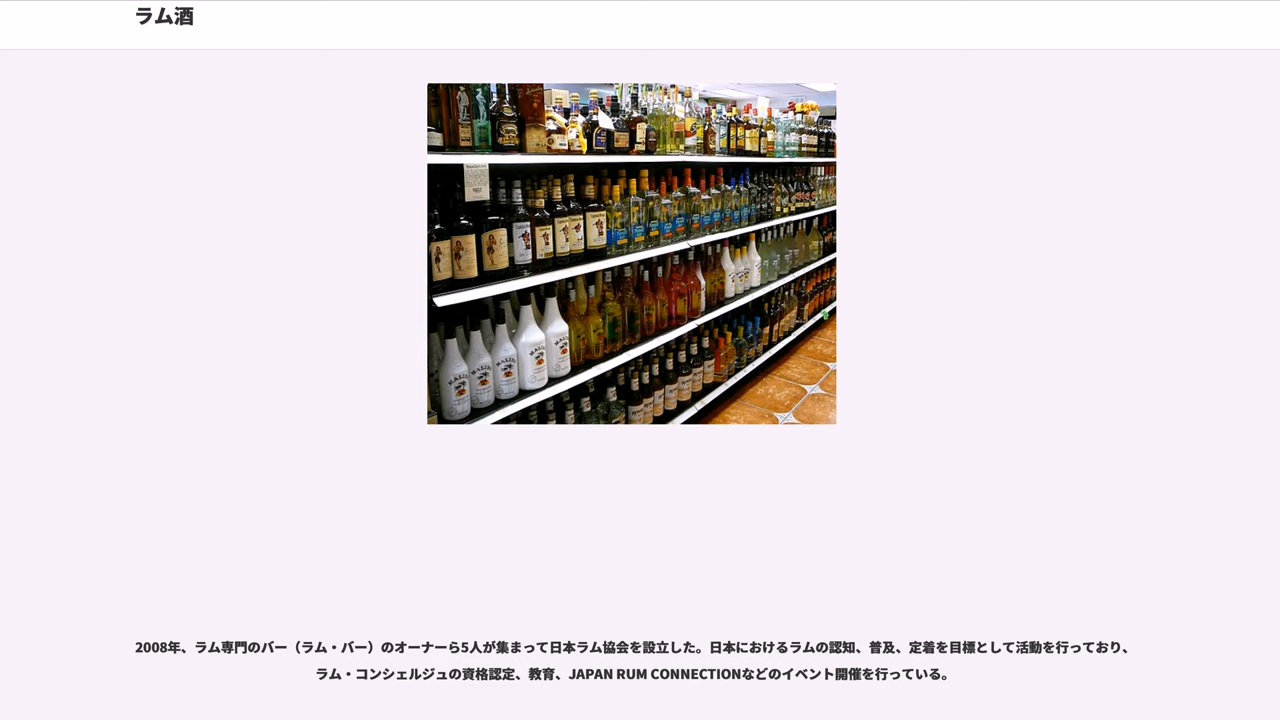 ラム酒
MALIBU
MALIBU
MALIBU
MALIBU
MALIBU
2008年、ラム専門のバー（ラム・バー）のオーナーら5人が集まって日本ラム協会を設立した。日本におけるラムの認知、普及、定着を目標として活動を行っており、
ラム・コンシェルジュの資格認定、教育、JAPAN RUM CONNECTIONなどのイベント開催を行っている。